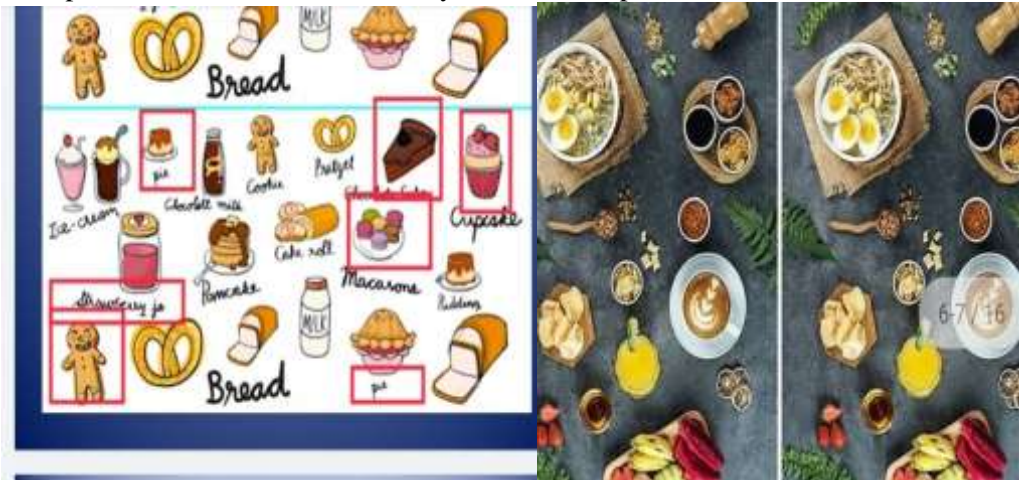 MILK
Bread
pie
Cookie
Pretzel
Ice-cream
milk
Cupcake
Cake roll
Pancake
Macarons
Pudding
MILK
6-7 / 16
Bread
pie